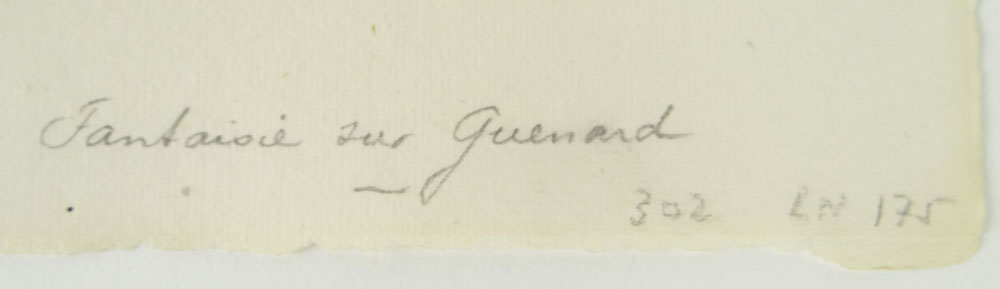 Fantaisie sur Guenard
302 LN 175